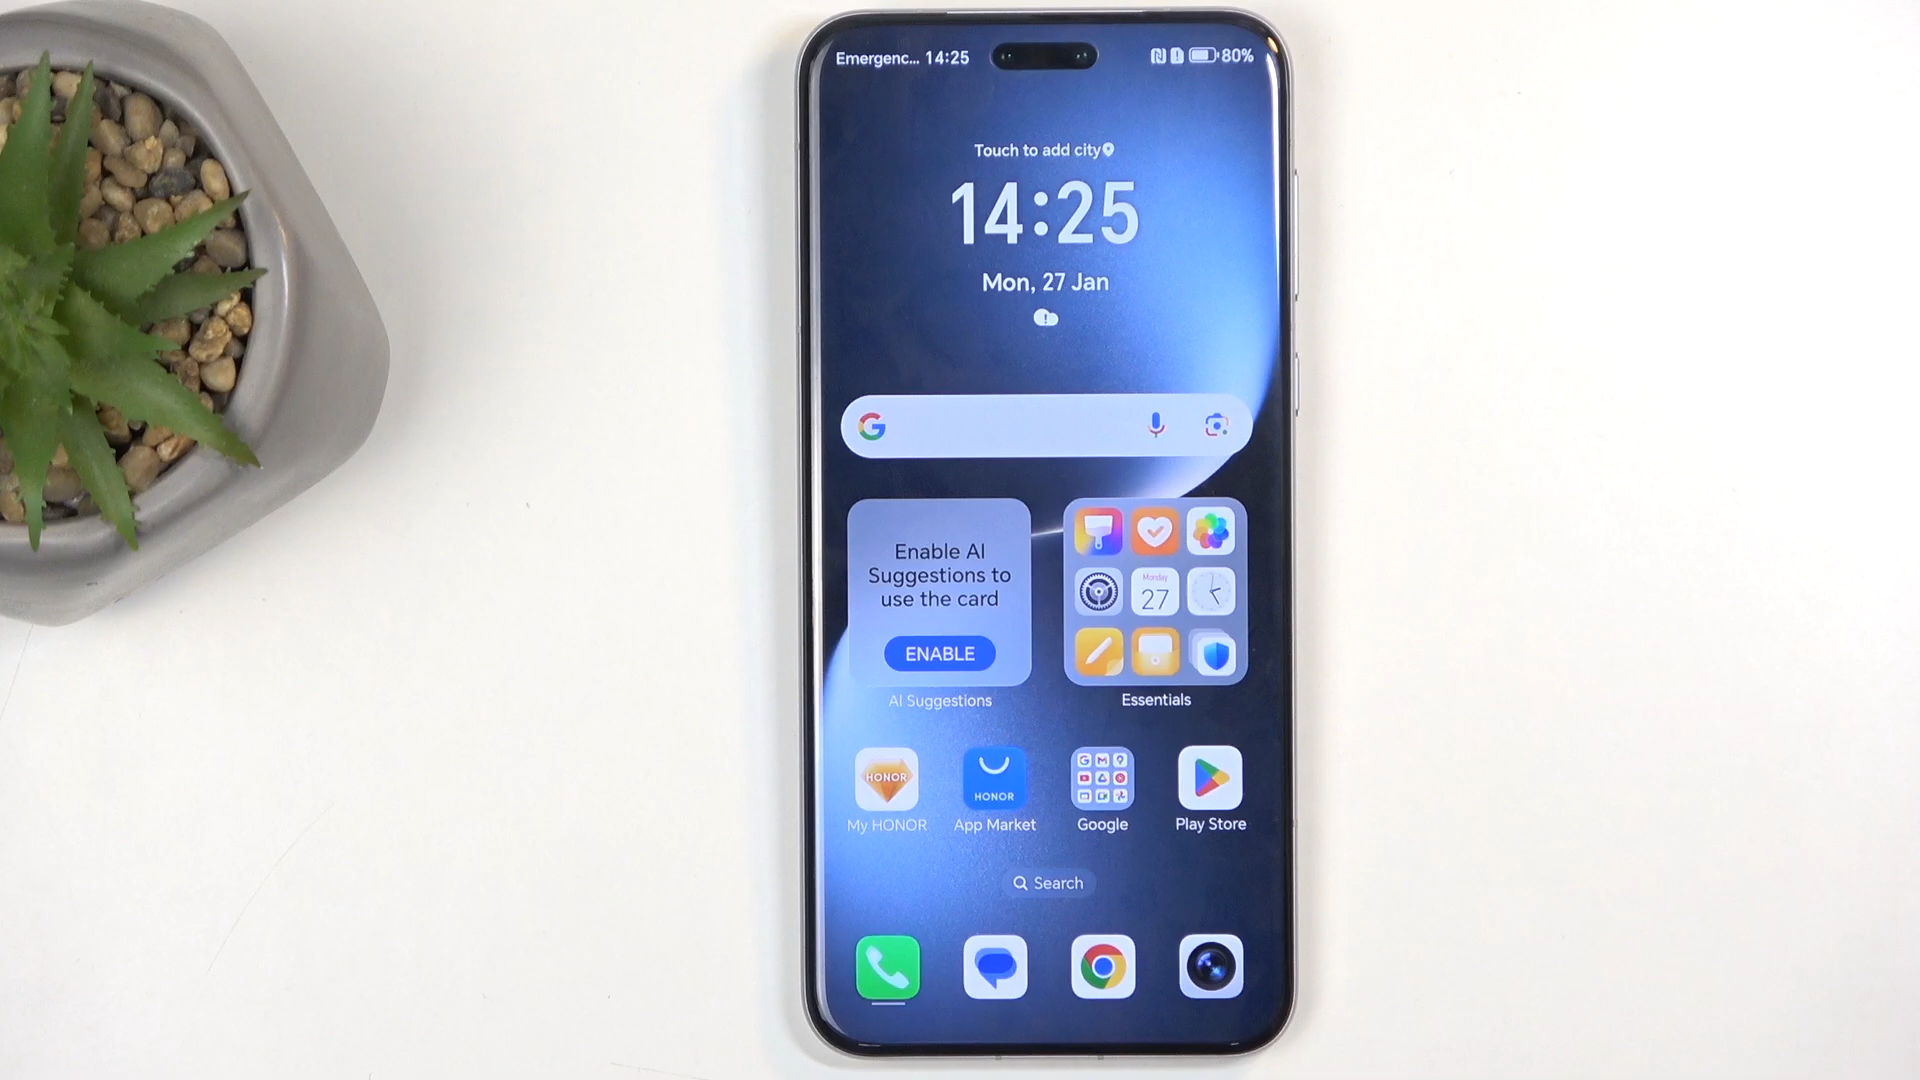 Emergenc... 14:25
80%
Touch to add city
14:25
Mon, 27 Jan
Enable AI
Suggestions to
use the card
ENABLE
AI Suggestions
Monday
27
Essentials
HONOR
HONOR
My HONOR
App Market
Google
Play Store
Search